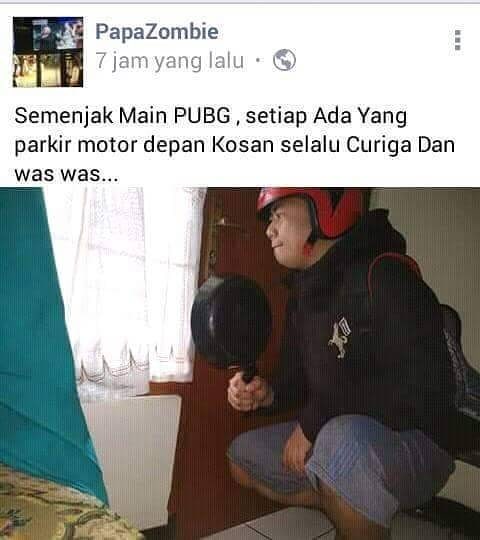 PapaZombie
7 jam yang lalu ·
Semenjak Main PUBG , setiap Ada Yang
parkir motor depan Kosan selalu Curiga Dan
was was...